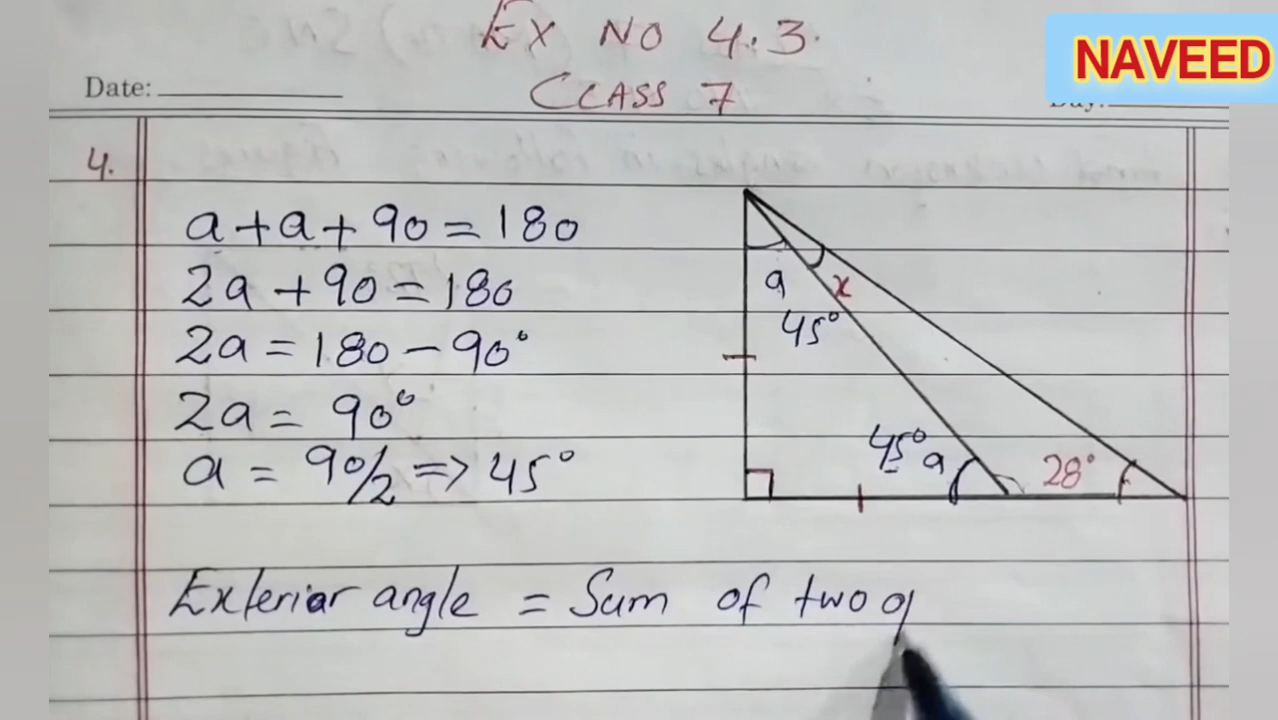 Ex No 4.3.
NAVEED
Date:
CLASS 7
4.
a + a + 90 = 180
2a + 90 = 180
2a = 180 - 90°
2a = 90°
a = 90/2 => 45°
a
x
45°
45° a
28°
Exterior angle = Sum of two